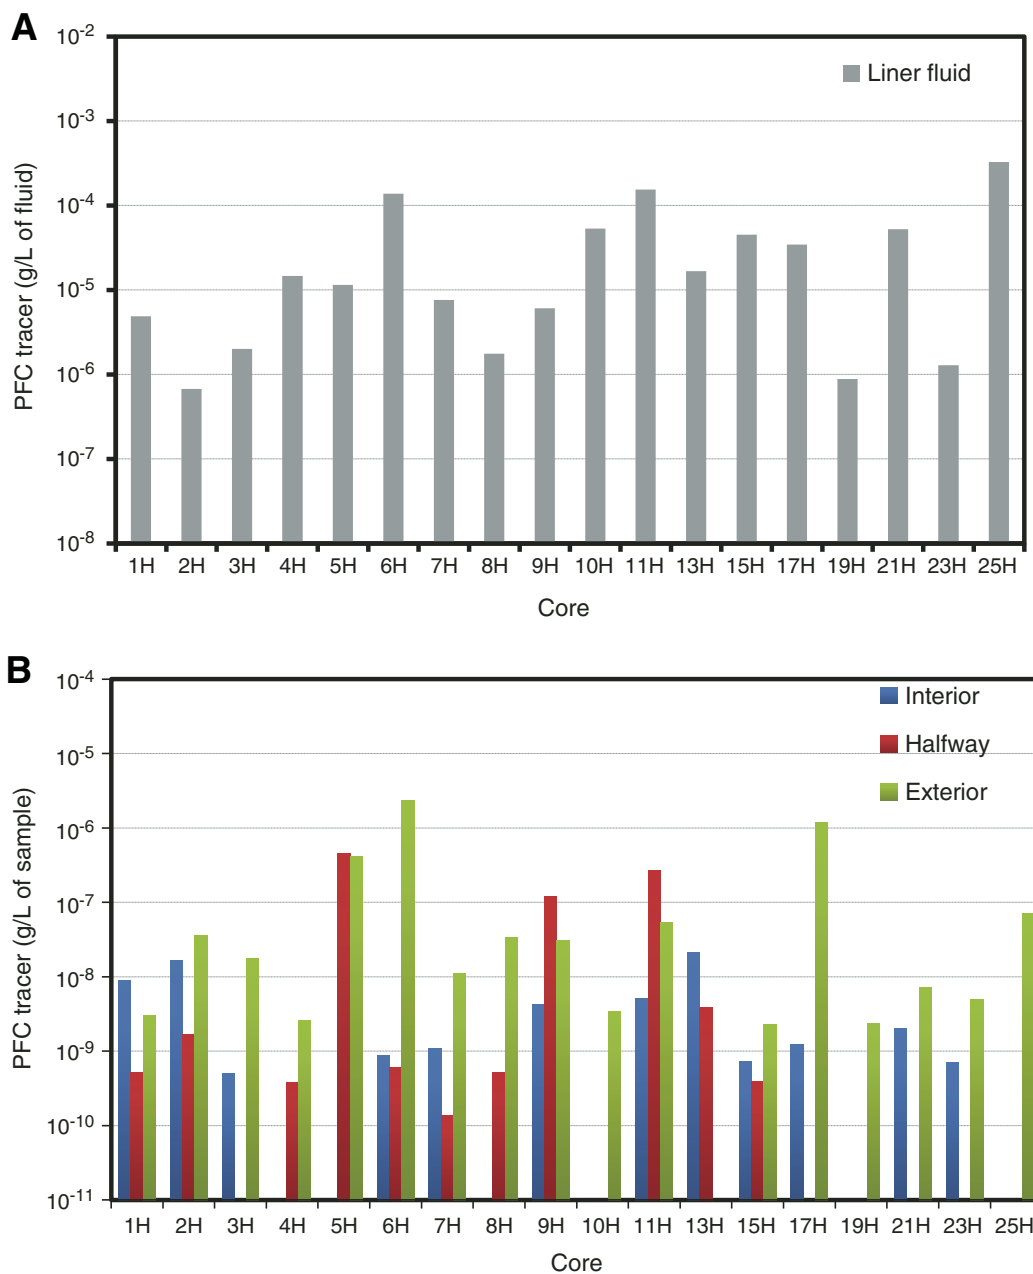 A
PFC tracer (g/L of fluid)
10-2
10-3
10-4
10-5
10-6
10-7
10-8
Liner fluid
1H 2H 3H 4H 5H 6H 7H 8H 9H 10H 11H 13H 15H 17H 19H 21H 23H 25H
Core
B
PFC tracer (g/L of sample)
10-4
10-5
10-6
10-7
10-8
10-9
10-10
10-11
Interior
Halfway
Exterior
1H 2H 3H 4H 5H 6H 7H 8H 9H 10H 11H 13H 15H 17H 19H 21H 23H 25H
Core